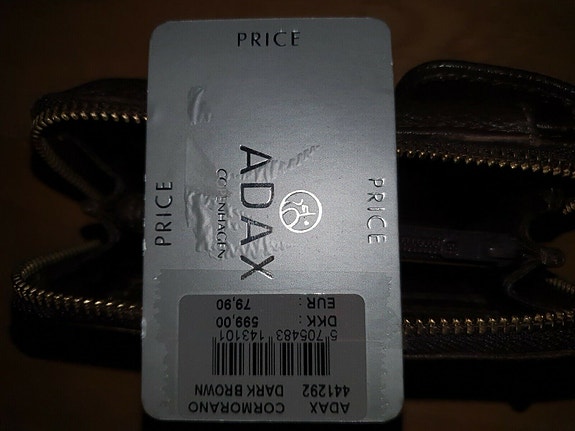 PRICE
PRICE
PRICE
ADAX
COPENHAGEN
ADAX CORMORANO
441292 DARK BROWN
5 705483 143101
DKK : 599,00
EUR : 79,90